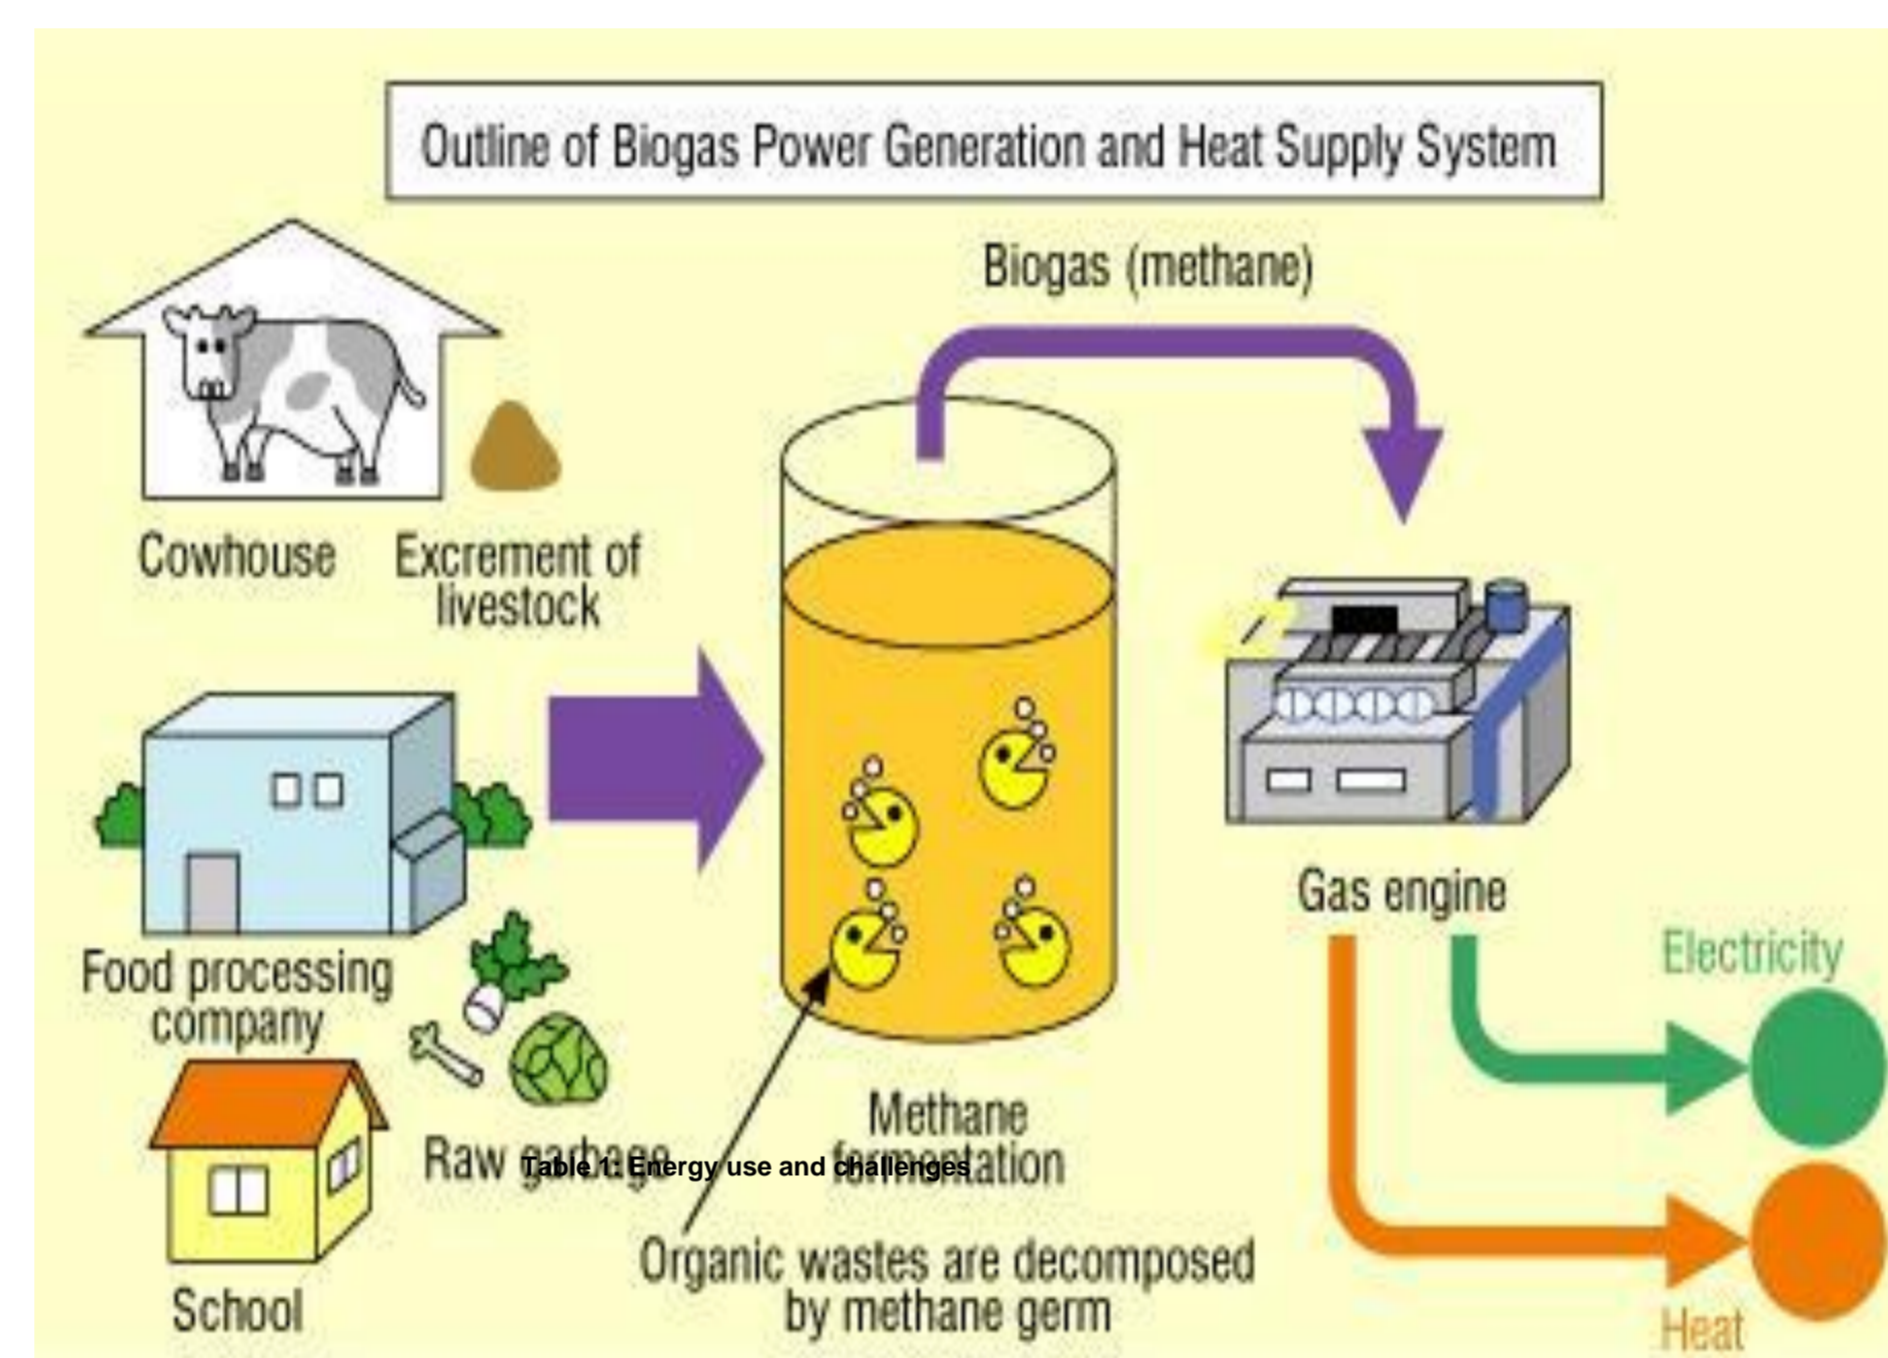 Outline of Biogas Power Generation and Heat Supply System
Biogas (methane)
Cowhouse
Excrement of
livestock
Food processing
company
Raw garbage
School
Methane
fermentation
Table 1: Energy use and challenges
Organic wastes are decomposed
by methane germ
Gas engine
Electricity
Heat